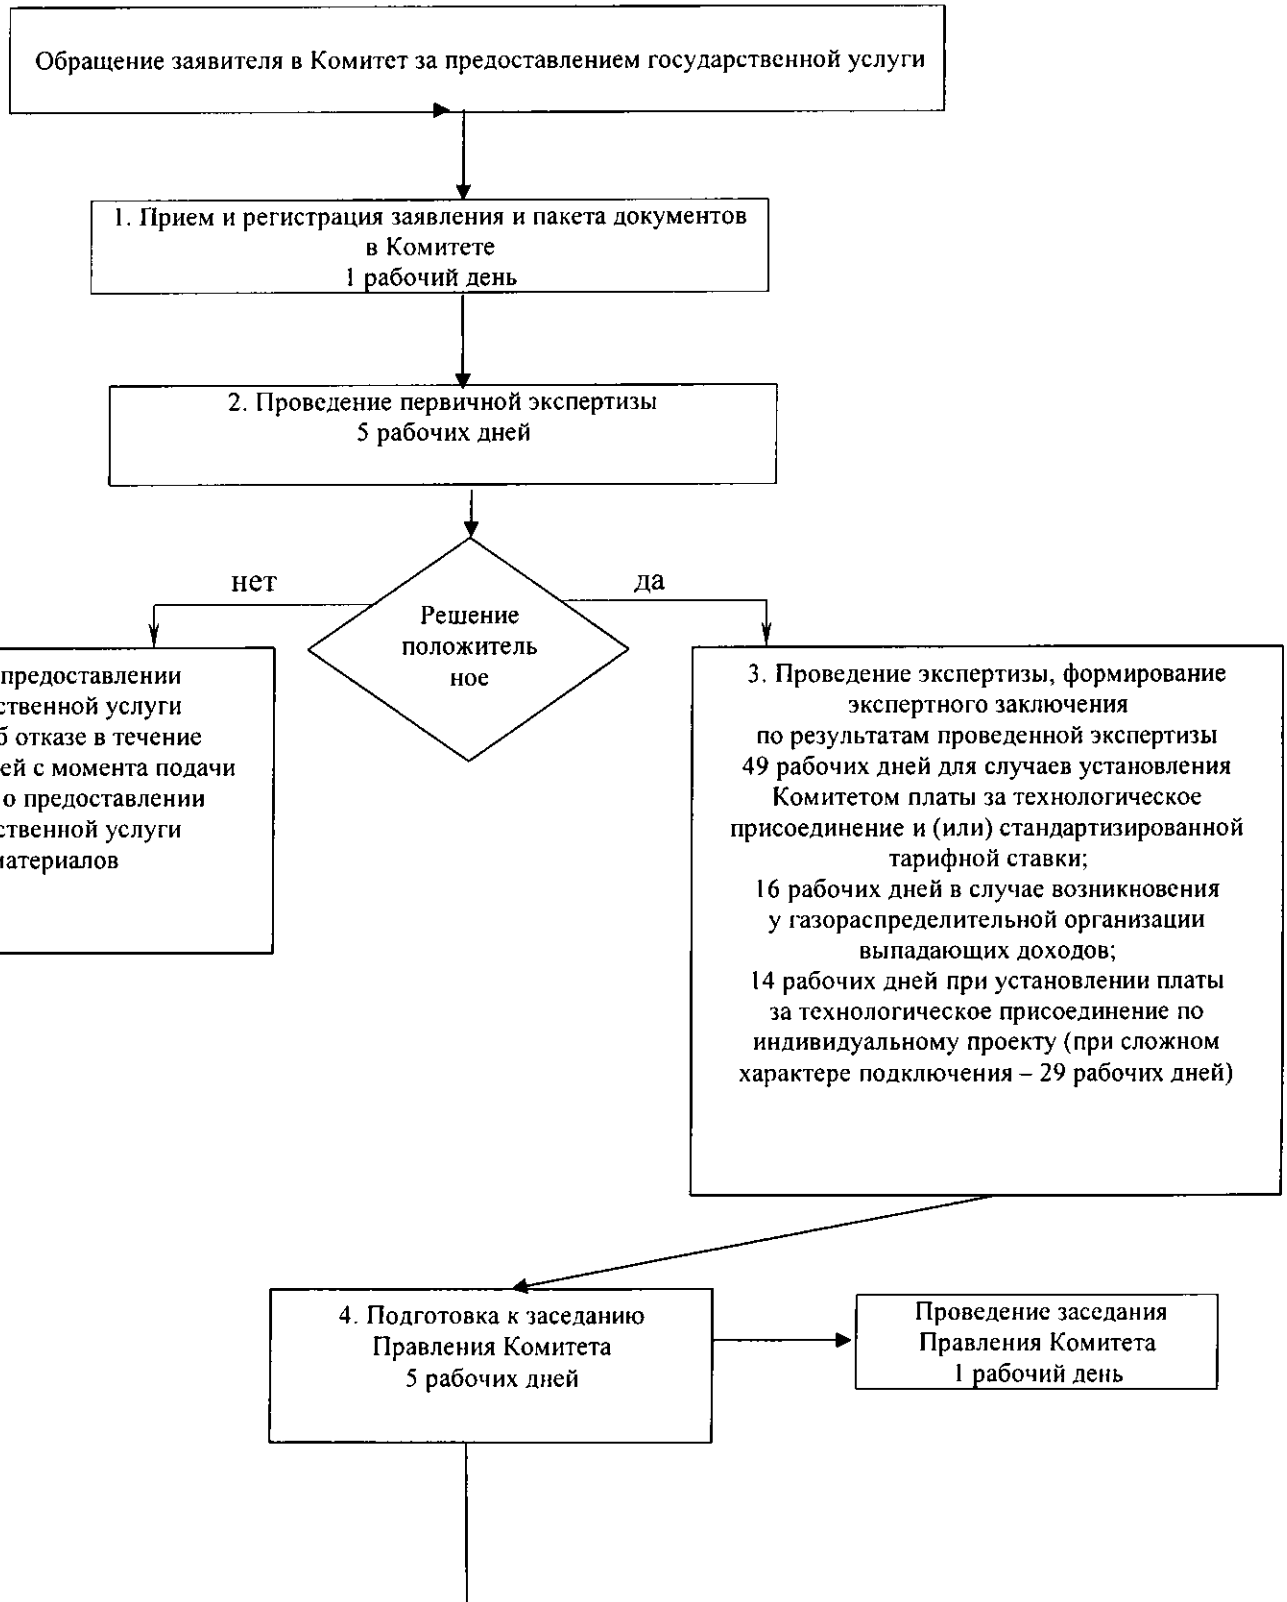 Обращение заявителя в Комитет за предоставлением государственной услуги
1. Прием и регистрация заявления и пакета документов
в Комитете
1 рабочий день
2. Проведение первичной экспертизы
5 рабочих дней
нет
да
Решение
положитель
ное
предоставлении
ственной услуги
б отказе в течение
ей с момента подачи
о предоставлении
ственной услуги
материалов
3. Проведение экспертизы, формирование
экспертного заключения
по результатам проведенной экспертизы
49 рабочих дней для случаев установления
Комитетом платы за технологическое
присоединение и (или) стандартизированной
тарифной ставки;
16 рабочих дней в случае возникновения
у газораспределительной организации
выпадающих доходов;
14 рабочих дней при установлении платы
за технологическое присоединение по
индивидуальному проекту (при сложном
характере подключения – 29 рабочих дней)
4. Подготовка к заседанию
Правления Комитета
5 рабочих дней
Проведение заседания
Правления Комитета
1 рабочий день